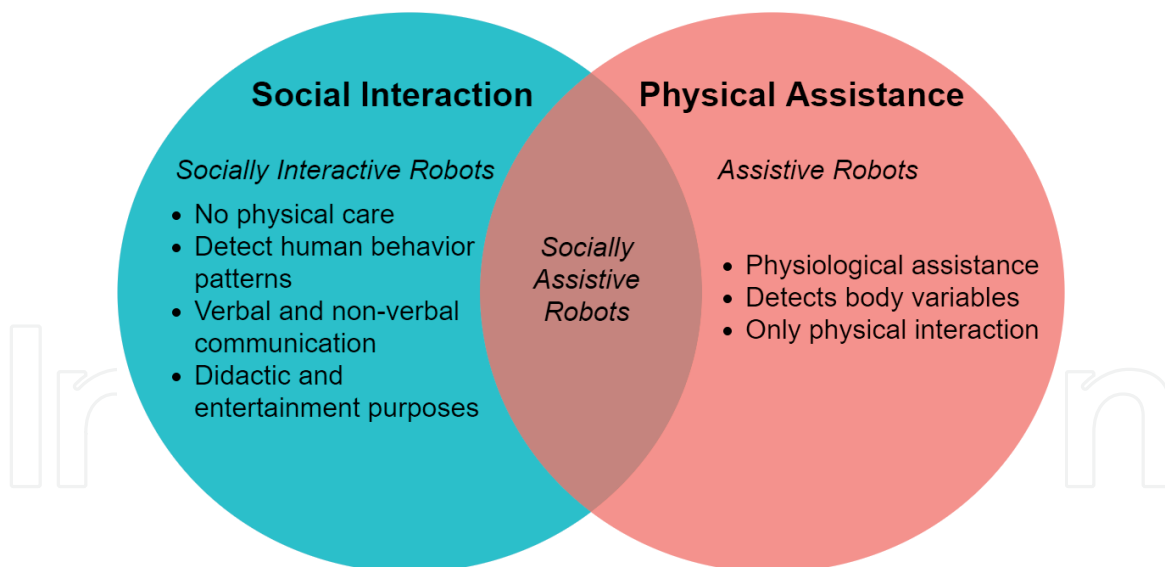 Social Interaction
Socially Interactive Robots
• No physical care
• Detect human behavior
patterns
• Verbal and non-verbal
communication
• Didactic and
entertainment purposes
Socially
Assistive
Robots
Physical Assistance
Assistive Robots
• Physiological assistance
• Detects body variables
• Only physical interaction